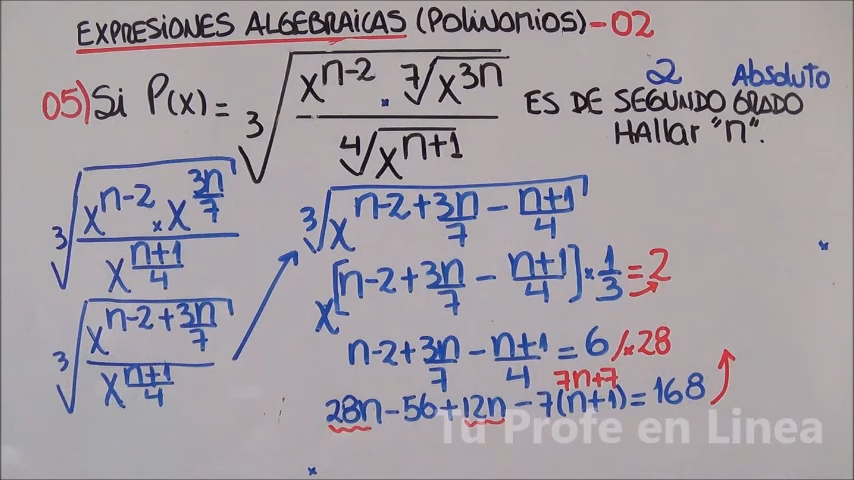 EXPRESIONES ALGEBRAICAS (Polinomios)-02
05) Si P(x) = ∛((x^(n-2) · ⁷√(x^(3n))) / ⁴√(x^(n+1))) ES DE SEGUNDO GRADO
2 Absoluto
Hallar "n".
∛((x^(n-2) × x^(3n/7)) / x^((n+1)/4))
∛(x^(n-2+3n/7) / x^((n+1)/4))
∛(x^(n-2+3n/7 - (n+1)/4))
x^([n-2+3n/7 - (n+1)/4] × 1/3) = 2
n-2+3n/7 - (n+1)/4 = 6 /×28
7n+7
28n-56+12n-7(n+1)=168
Tu Profe en Linea